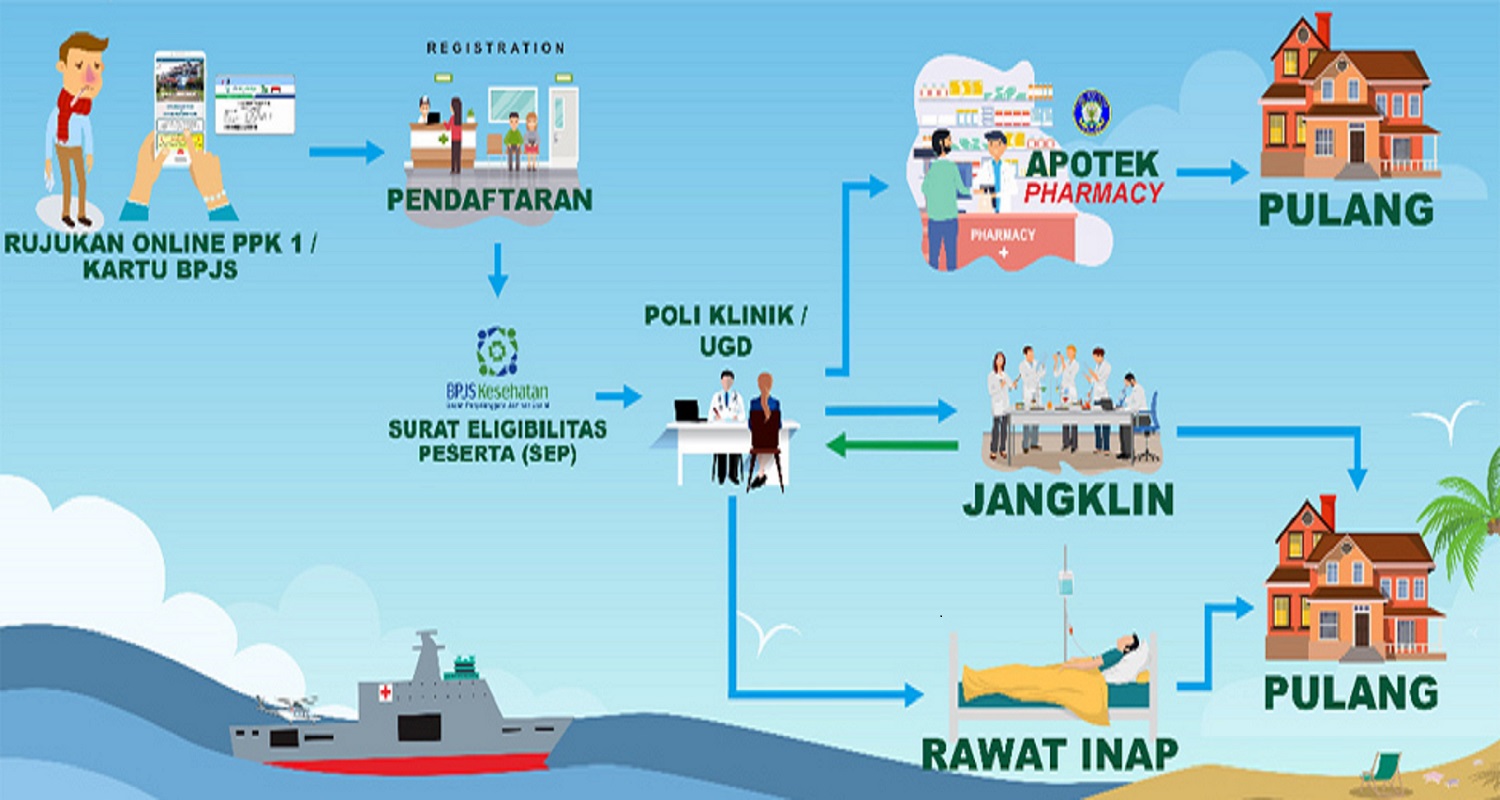 REGISTRATION
RUJUKAN ONLINE PPK 1 /
KARTU BPJS
PENDAFTARAN
BPJS Kesehatan
SURAT ELIGIBILITAS
PESERTA (SEP)
POLI KLINIK /
UGD
APOTEK
PHARMACY
PHARMACY
PULANG
JANGKLIN
PULANG
RAWAT INAP